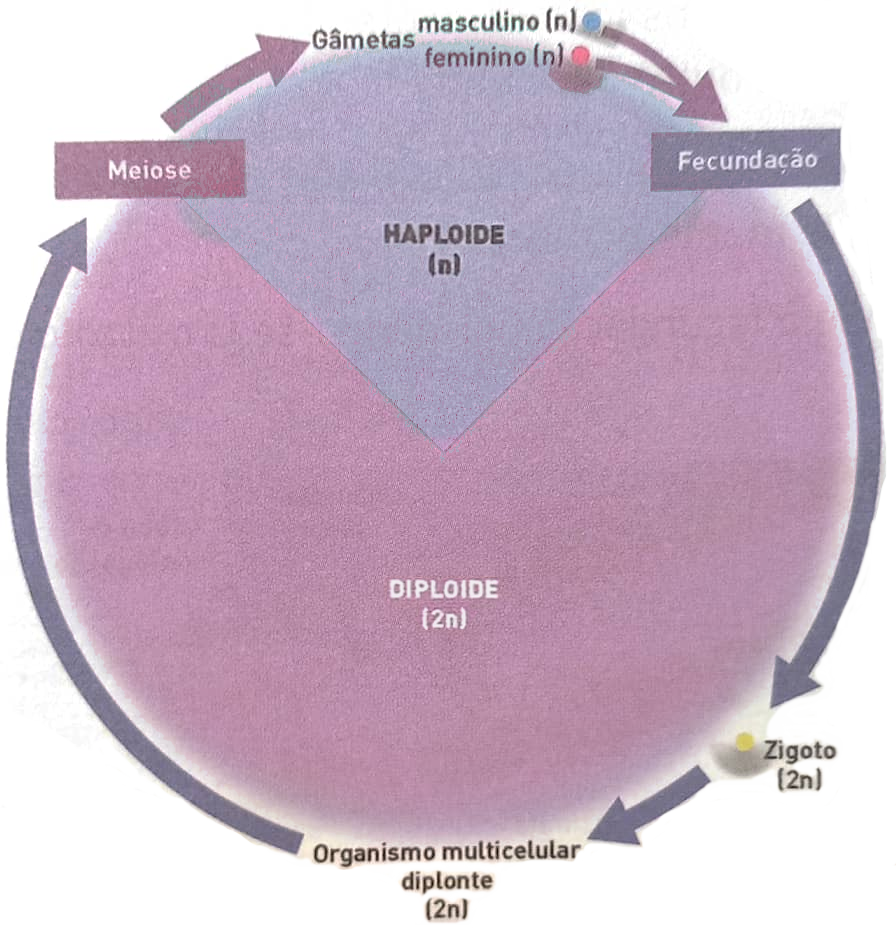 Gâmetas masculino (n)
feminino (n)
Meiose
Fecundação
HAPLOIDE
(n)
DIPLOIDE
(2n)
Zigoto
(2n)
Organismo multicelular
diplonte
(2n)